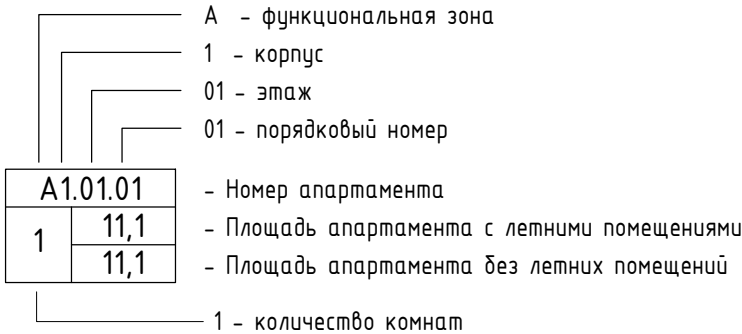 А – функциональная зона
1 – корпус
01 – этаж
01 – порядковый номер
А1.01.01 – Номер апартамента
1 11,1 – Площадь апартамента с летними помещениями
11,1 – Площадь апартамента без летних помещений
1 – количество комнат